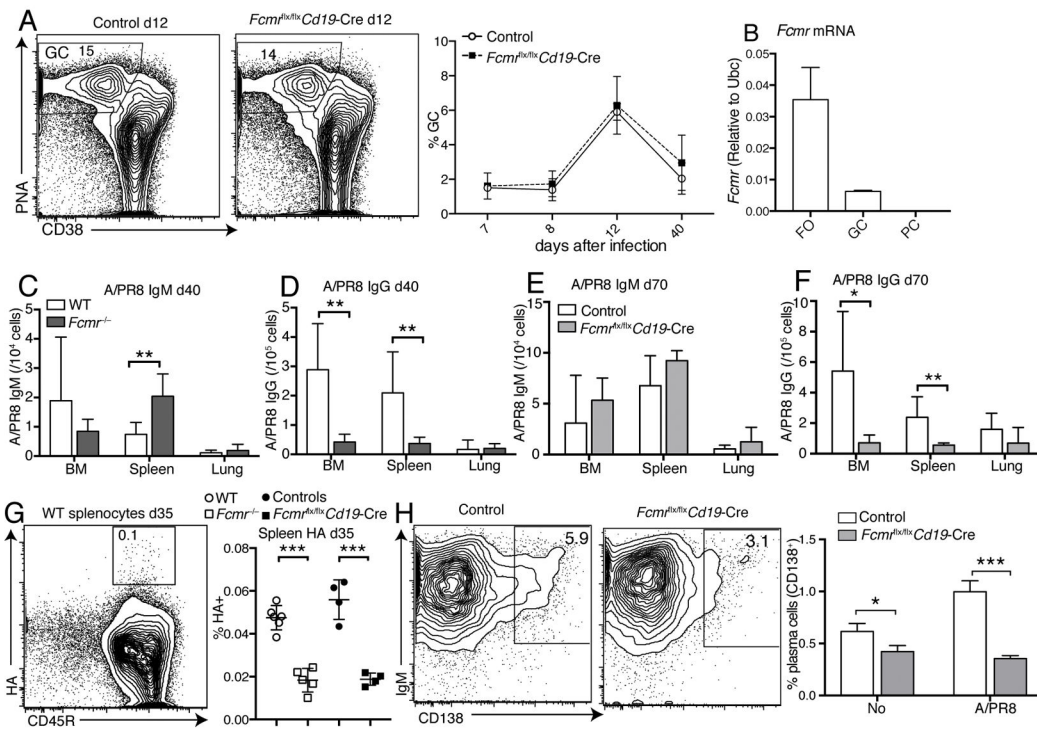 A
Control d12
Fcmrflx/flxCd19-Cre d12
GC 15
14
PNA
CD38
Control
Fcmrflx/flxCd19-Cre
% GC
10
8
6
4
2
0
7
8
12
40
days after infection
B
Fcmr mRNA
Fcmr (Relative to Ubc)
0.05
0.04
0.03
0.02
0.01
0.00
FO
GC
PC
C
A/PR8 IgM d40
WT
Fcmr-/-
A/PR8 IgM (/10⁴ cells)
5
4
3
2
1
0
**
BM
Spleen
Lung
D
A/PR8 IgG d40
A/PR8 IgG (/10⁵ cells)
5
4
3
2
1
0
**
**
BM
Spleen
Lung
E
A/PR8 IgM d70
Control
Fcmrflx/flxCd19-Cre
A/PR8 IgM (/10⁴ cells)
15
10
5
0
BM
Spleen
Lung
F
A/PR8 IgG d70
A/PR8 IgG (/10⁵ cells)
10
8
6
4
2
0
*
**
BM
Spleen
Lung
G
WT splenocytes d35
0.1
HA
CD45R
WT
Controls
Fcmr-/-
Fcmrflx/flxCd19-Cre
Spleen HA d35
% HA+
0.08
0.06
0.04
0.02
0.00
***
***
H
Control
Fcmrflx/flxCd19-Cre
5.9
3.1
IgM
CD138
Control
Fcmrflx/flxCd19-Cre
% plasma cells (CD138+)
1.5
1.0
0.5
0.0
*
***
No
A/PR8